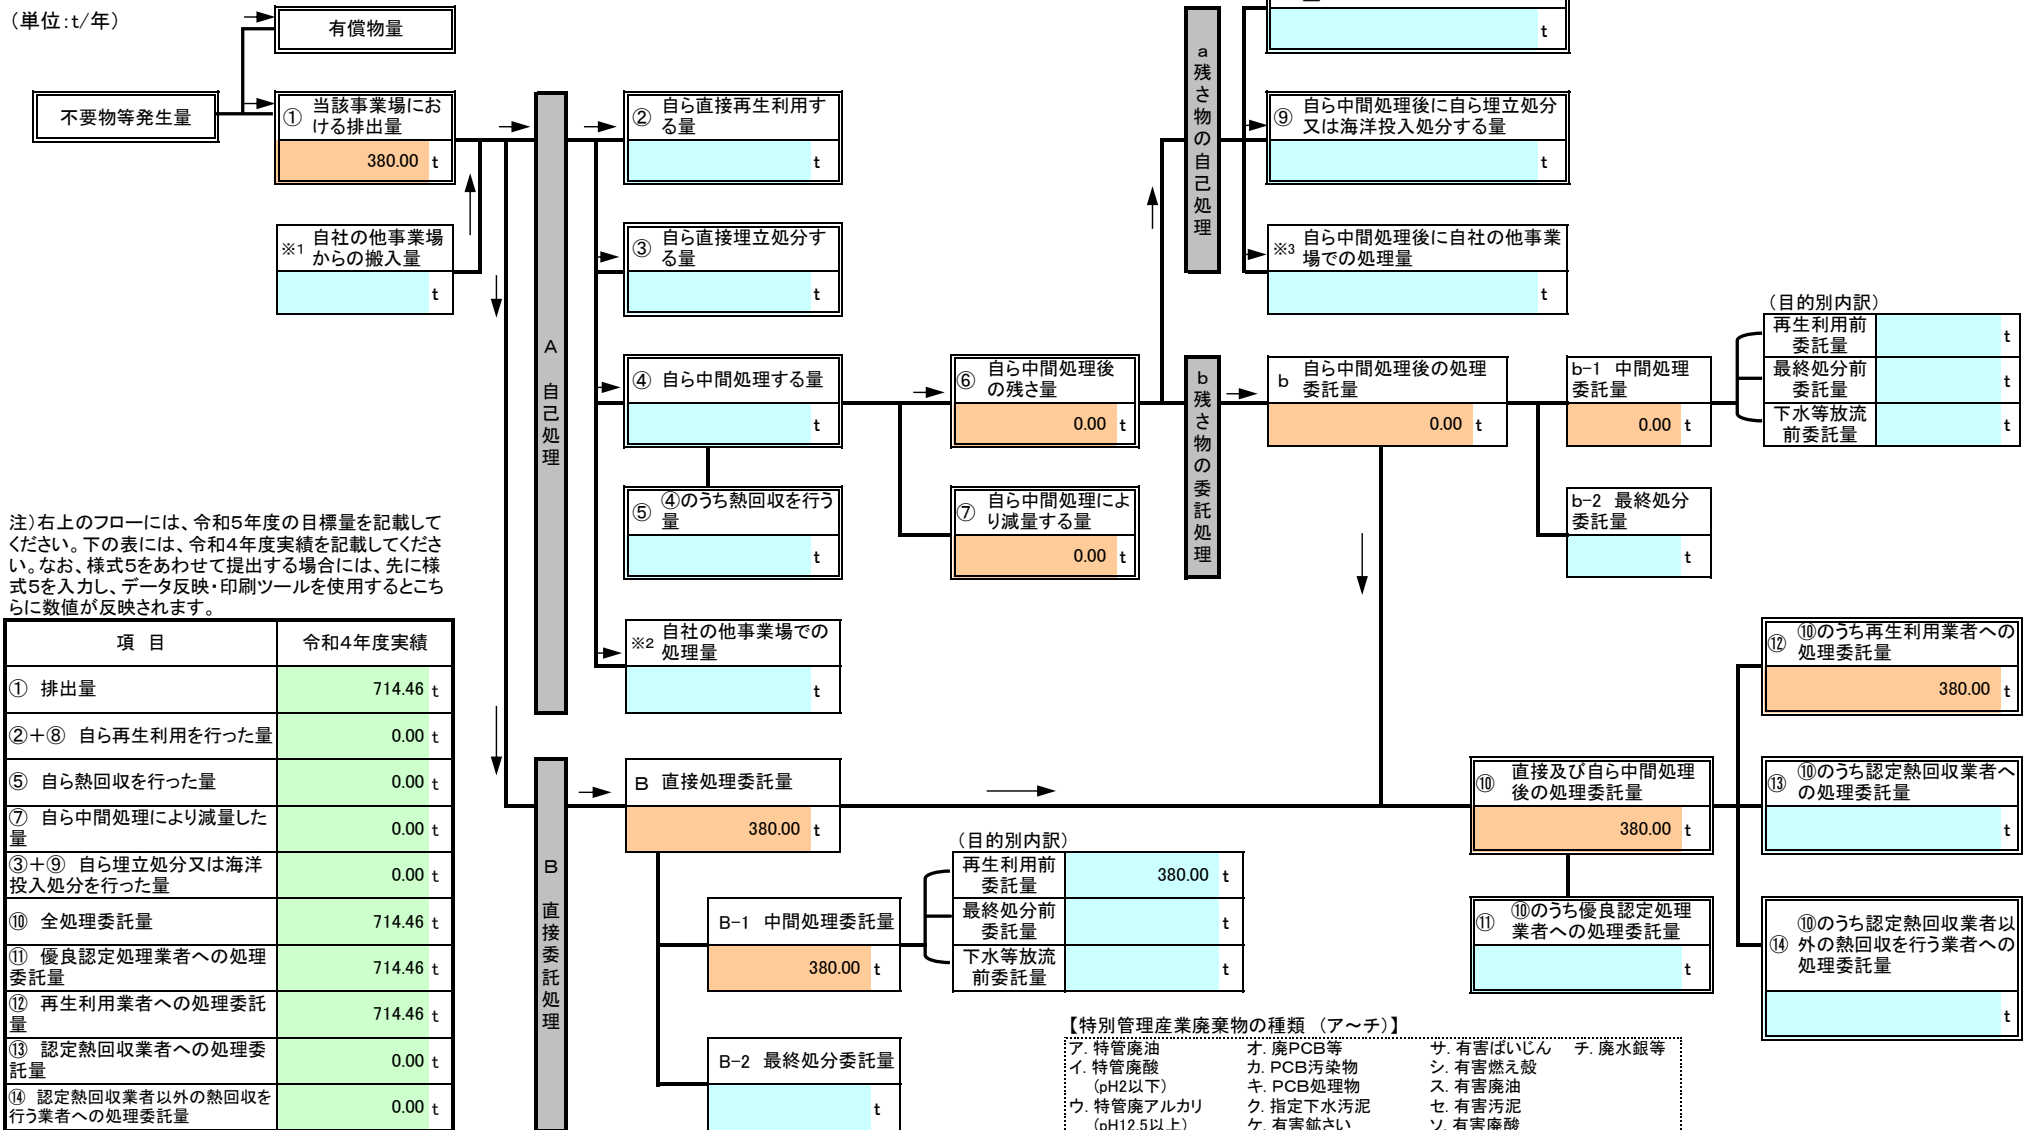 （単位：t/年）
有償物量
不要物等発生量
① 当該事業場にお
ける排出量
380.00 t
※1 自社の他事業場
からの搬入量
t
A 自己処理
② 自ら直接再生利用す
る量
t
③ 自ら直接埋立処分す
る量
t
④ 自ら中間処理する量
t
⑤ ④のうち熱回収を行う
量
t
※2 自社の他事業場での
処理量
t
⑥ 自ら中間処理後
の残さ量
0.00 t
⑦ 自ら中間処理によ
り減量する量
0.00 t
a 残さ物の自己処理
t
⑨ 自ら中間処理後に自ら埋立処分
又は海洋投入処分する量
t
※3 自ら中間処理後に自社の他事業
場での処理量
t
b 残さ物の委託処理
b 自ら中間処理後の処理
委託量
0.00 t
b-1 中間処理
委託量
0.00 t
b-2 最終処分
委託量
t
（目的別内訳）
再生利用前
委託量
t
最終処分前
委託量
t
下水等放流
前委託量
t
注）右上のフローには、令和５年度の目標量を記載して
ください。下の表には、令和４年度実績を記載してくださ
い。なお、様式５をあわせて提出する場合には、先に様
式５を入力し、データ反映・印刷ツールを使用するとこち
らに数値が反映されます。
項 目 令和４年度実績
① 排出量 714.46 t
②＋⑧ 自ら再生利用を行った量 0.00 t
⑤ 自ら熱回収を行った量 0.00 t
⑦ 自ら中間処理により減量した
量 0.00 t
③＋⑨ 自ら埋立処分又は海洋
投入処分を行った量 0.00 t
⑩ 全処理委託量 714.46 t
⑪ 優良認定処理業者への処理
委託量 714.46 t
⑫ 再生利用業者への処理委託
量 714.46 t
⑬ 認定熱回収業者への処理委
託量 0.00 t
⑭ 認定熱回収業者以外の熱回収を
行う業者への処理委託量 0.00 t
B 直接委託処理
B 直接処理委託量
380.00 t
B-1 中間処理委託量
380.00 t
B-2 最終処分委託量
（目的別内訳）
再生利用前
委託量
380.00 t
最終処分前
委託量
t
下水等放流
前委託量
t
t
⑩ 直接及び自ら中間処理
後の処理委託量
380.00 t
⑪ ⑩のうち優良認定処理
業者への処理委託量
t
⑫ ⑩のうち再生利用業者への
処理委託量
380.00 t
⑬ ⑩のうち認定熱回収業者へ
の処理委託量
t
⑭ ⑩のうち認定熱回収業者以
外の熱回収を行う業者への
処理委託量
t
【特別管理産業廃棄物の種類 （ア～チ）】
ア. 特管廃油 オ. 廃PCB等 サ. 有害ばいじん チ. 廃水銀等
イ. 特管廃酸 カ. PCB汚染物 シ. 有害燃え殻
（pH2以下） キ. PCB処理物 ス. 有害廃油
ウ. 特管廃アルカリ ク. 指定下水汚泥 セ. 有害汚泥
（pH12.5以上） ケ. 有害鉱さい ソ. 有害廃酸